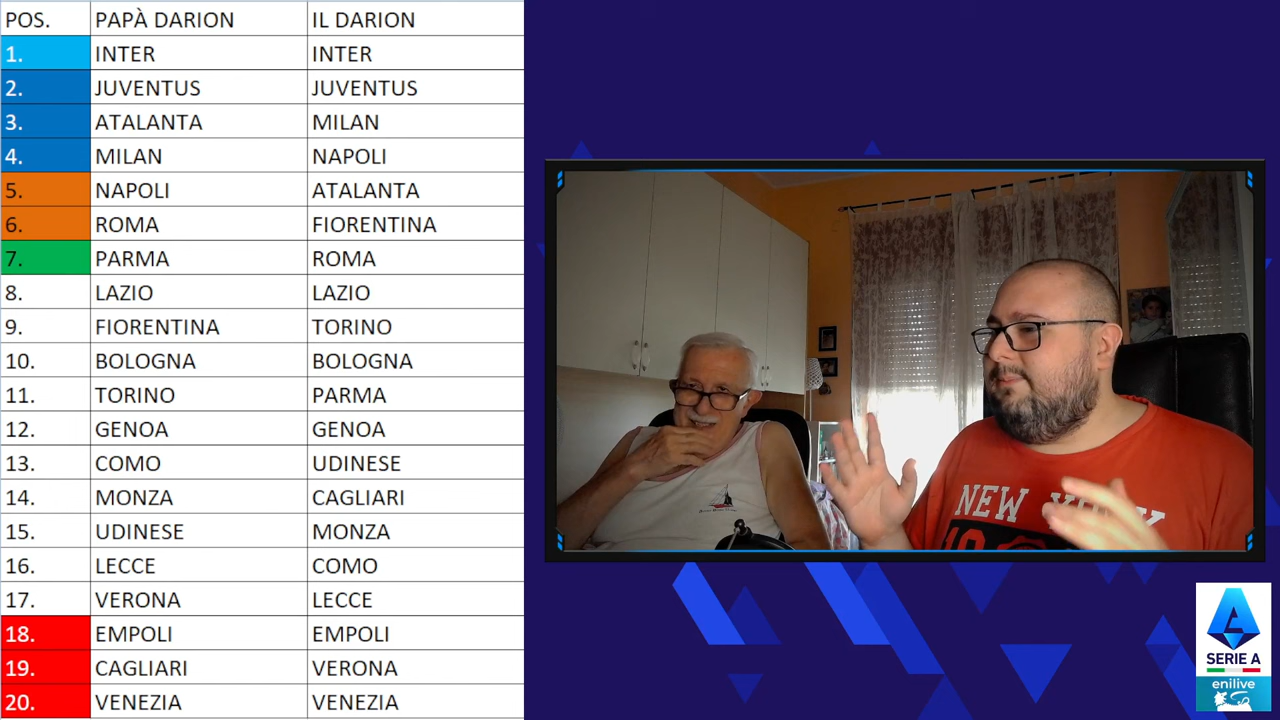 POS. PAPÀ DARION IL DARION
1. INTER INTER
2. JUVENTUS JUVENTUS
3. ATALANTA MILAN
4. MILAN NAPOLI
5. NAPOLI ATALANTA
6. ROMA FIORENTINA
7. PARMA ROMA
8. LAZIO LAZIO
9. FIORENTINA TORINO
10. BOLOGNA BOLOGNA
11. TORINO PARMA
12. GENOA GENOA
13. COMO UDINESE
14. MONZA CAGLIARI
15. UDINESE MONZA
16. LECCE COMO
17. VERONA LECCE
18. EMPOLI EMPOLI
19. CAGLIARI VERONA
20. VENEZIA VENEZIA
NEW
SERIE A
enilive